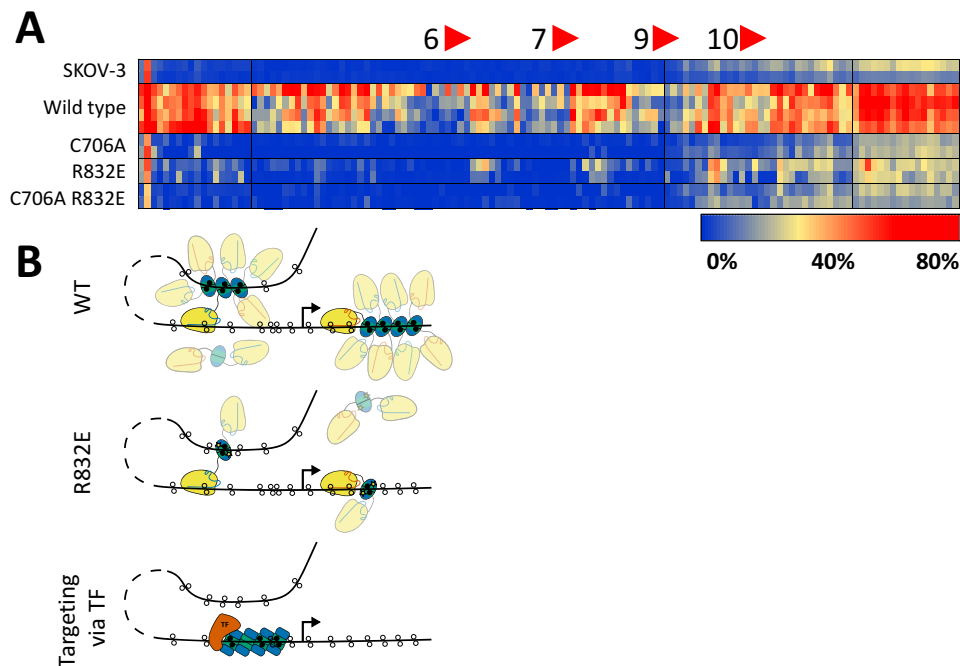 A
6 7 9 10
SKOV-3
Wild type
C706A
R832E
C706A R832E
0% 40% 80%
B
WT
R832E
Targeting
via TF
TF